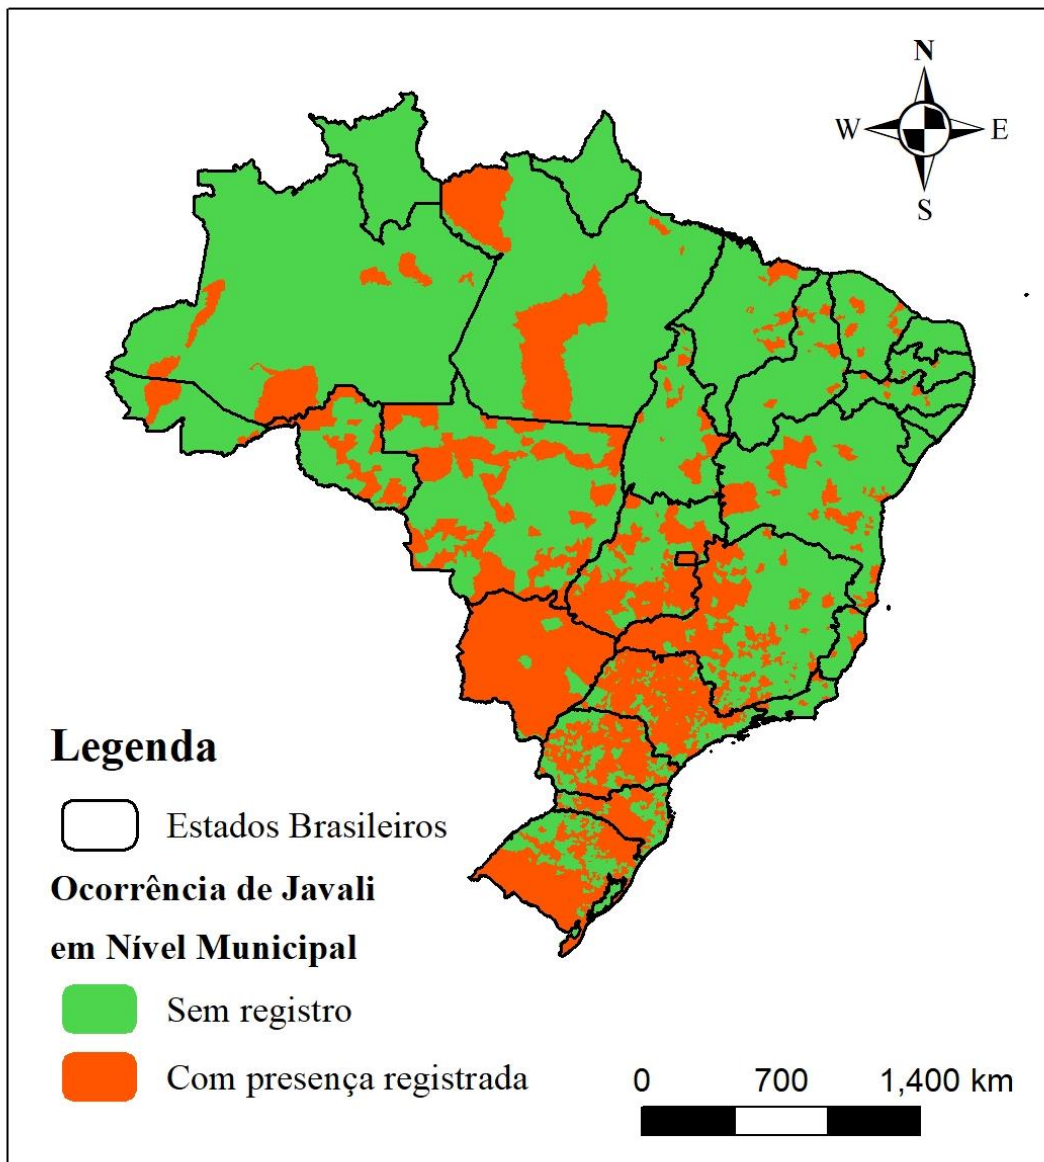 N
W E
S
Legenda
Estados Brasileiros
Ocorrência de Javali
em Nível Municipal
Sem registro
Com presença registrada
0 700 1,400 km